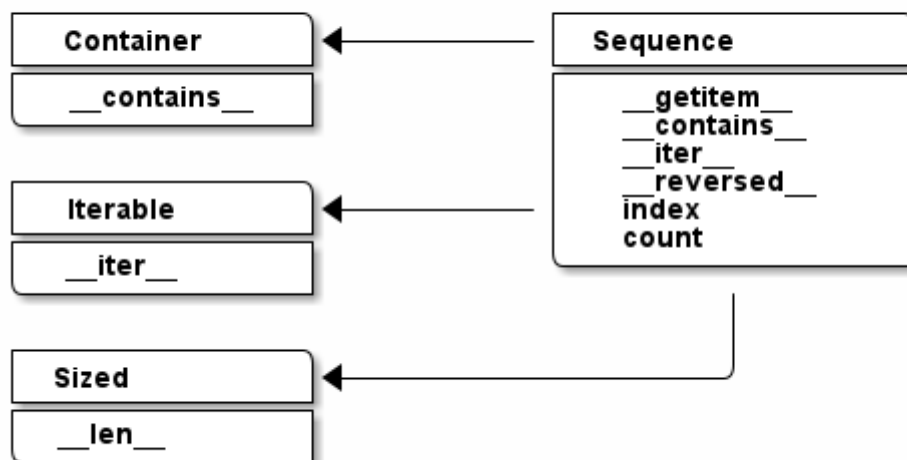 Container
__contains__
Iterable
__iter__
Sized
__len__
Sequence
__getitem__
__contains__
__iter__
__reversed__
index
count